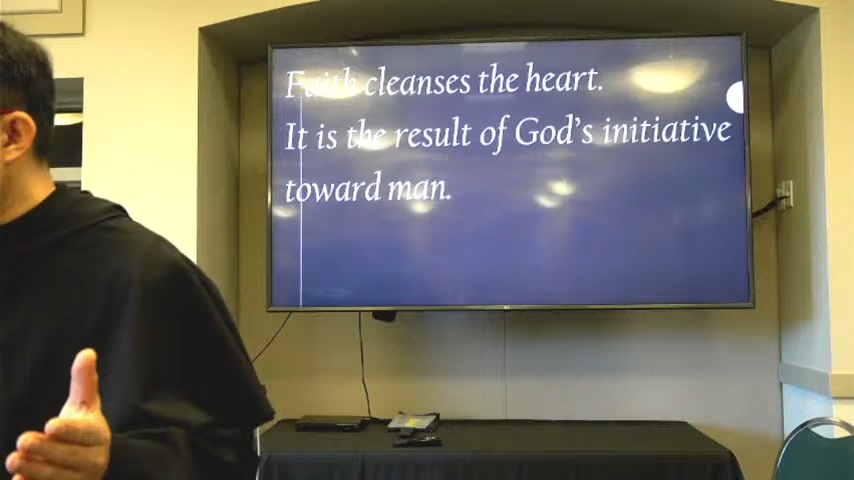 Faith cleanses the heart.
It is the result of God's initiative
toward man.